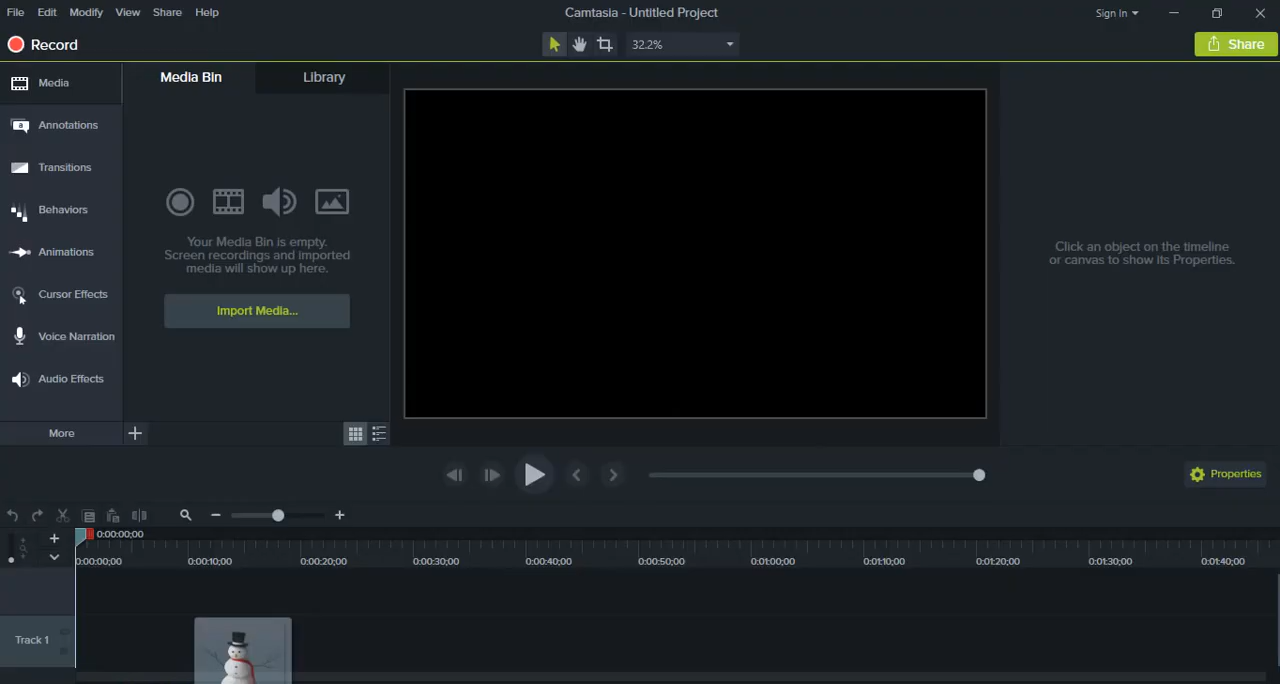 File Edit Modify View Share Help
Camtasia - Untitled Project
Sign In
Record
32.2%
Share
Media
Annotations
Transitions
Behaviors
Animations
Cursor Effects
Voice Narration
Audio Effects
More
Media Bin
Library
Your Media Bin is empty.
Screen recordings and imported
media will show up here.
Import Media...
Click an object on the timeline
or canvas to show its Properties.
Properties
0:00:00;00
0:00:00;00 0:00:10;00 0:00:20;00 0:00:30;00 0:00:40;00 0:00:50;00 0:01:00;00 0:01:10;00 0:01:20;00 0:01:30;00 0:01:40;00
Track 1